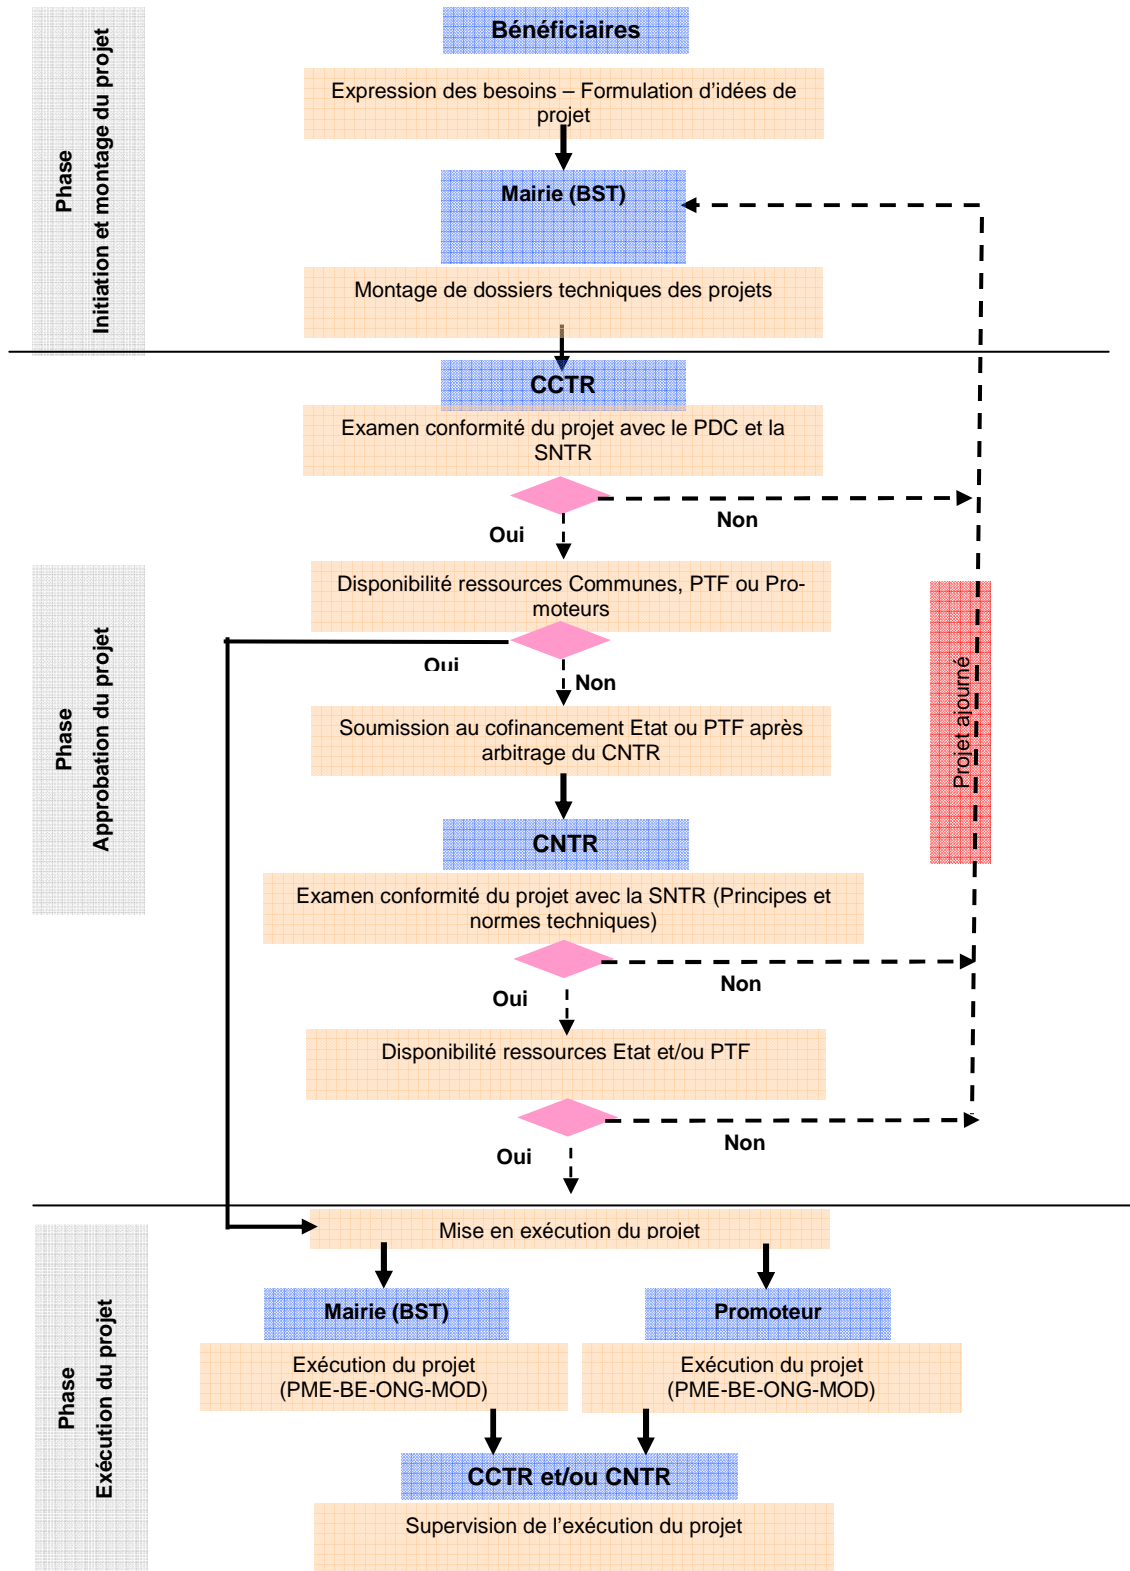 Phase
Initiation et montage du projet
Bénéficiaires
Expression des besoins – Formulation d'idées de
projet
Mairie (BST)
Montage de dossiers techniques des projets
Phase
Approbation du projet
CCTR
Examen conformité du projet avec le PDC et la
SNTR
Non
Oui
Disponibilité ressources Communes, PTF ou Pro-
moteurs
Oui
Non
Projet ajourné
Soumission au cofinancement Etat ou PTF après
arbitrage du CNTR
CNTR
Examen conformité du projet avec la SNTR (Principes et
normes techniques)
Non
Oui
Disponibilité ressources Etat et/ou PTF
Non
Oui
Phase
Exécution du projet
Mise en exécution du projet
Mairie (BST)
Promoteur
Exécution du projet
(PME-BE-ONG-MOD)
Exécution du projet
(PME-BE-ONG-MOD)
CCTR et/ou CNTR
Supervision de l'exécution du projet